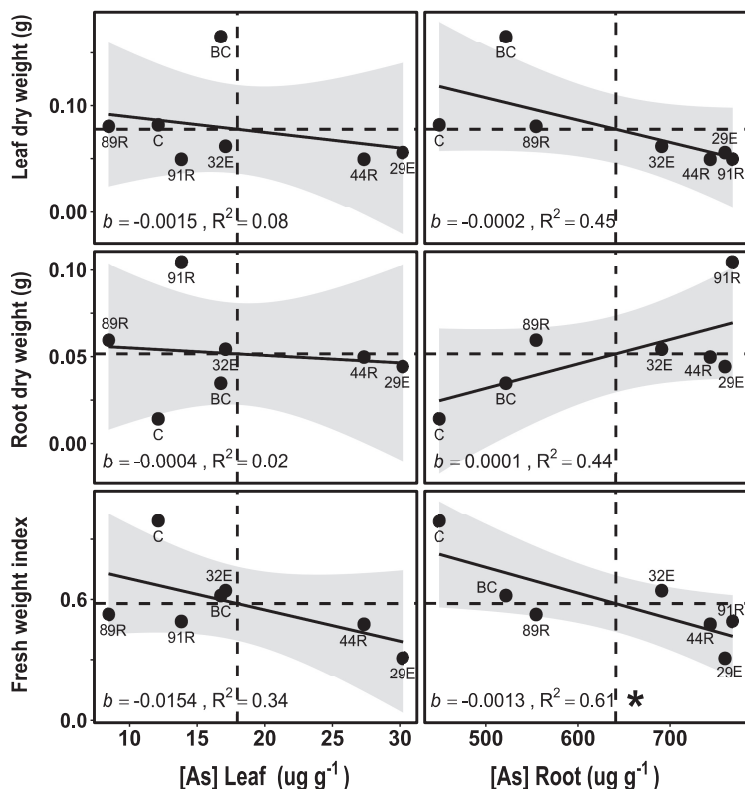 Leaf dry weight (g)
0.10
0.00
BC
89R
C
91R
32E
44R
29E
b = -0.0015 , R² = 0.08
BC
C
89R
32E
29E
44R
91R
b = -0.0002 , R² = 0.45
Root dry weight (g)
0.10
0.05
0.00
91R
89R
32E
BC
C
44R
29E
b = -0.0004 , R² = 0.02
91R
89R
32E
44R
29E
BC
C
b = 0.0001 , R² = 0.44
Fresh weight index
0.6
0.0
C
32E
BC
89R
91R
44R
29E
b = -0.0154 , R² = 0.34
C
BC
89R
32E
91R
44R
29E
b = -0.0013 , R² = 0.61 *
10 15 20 25 30
500 600 700
[As] Leaf (ug g⁻¹)
[As] Root (ug g⁻¹)